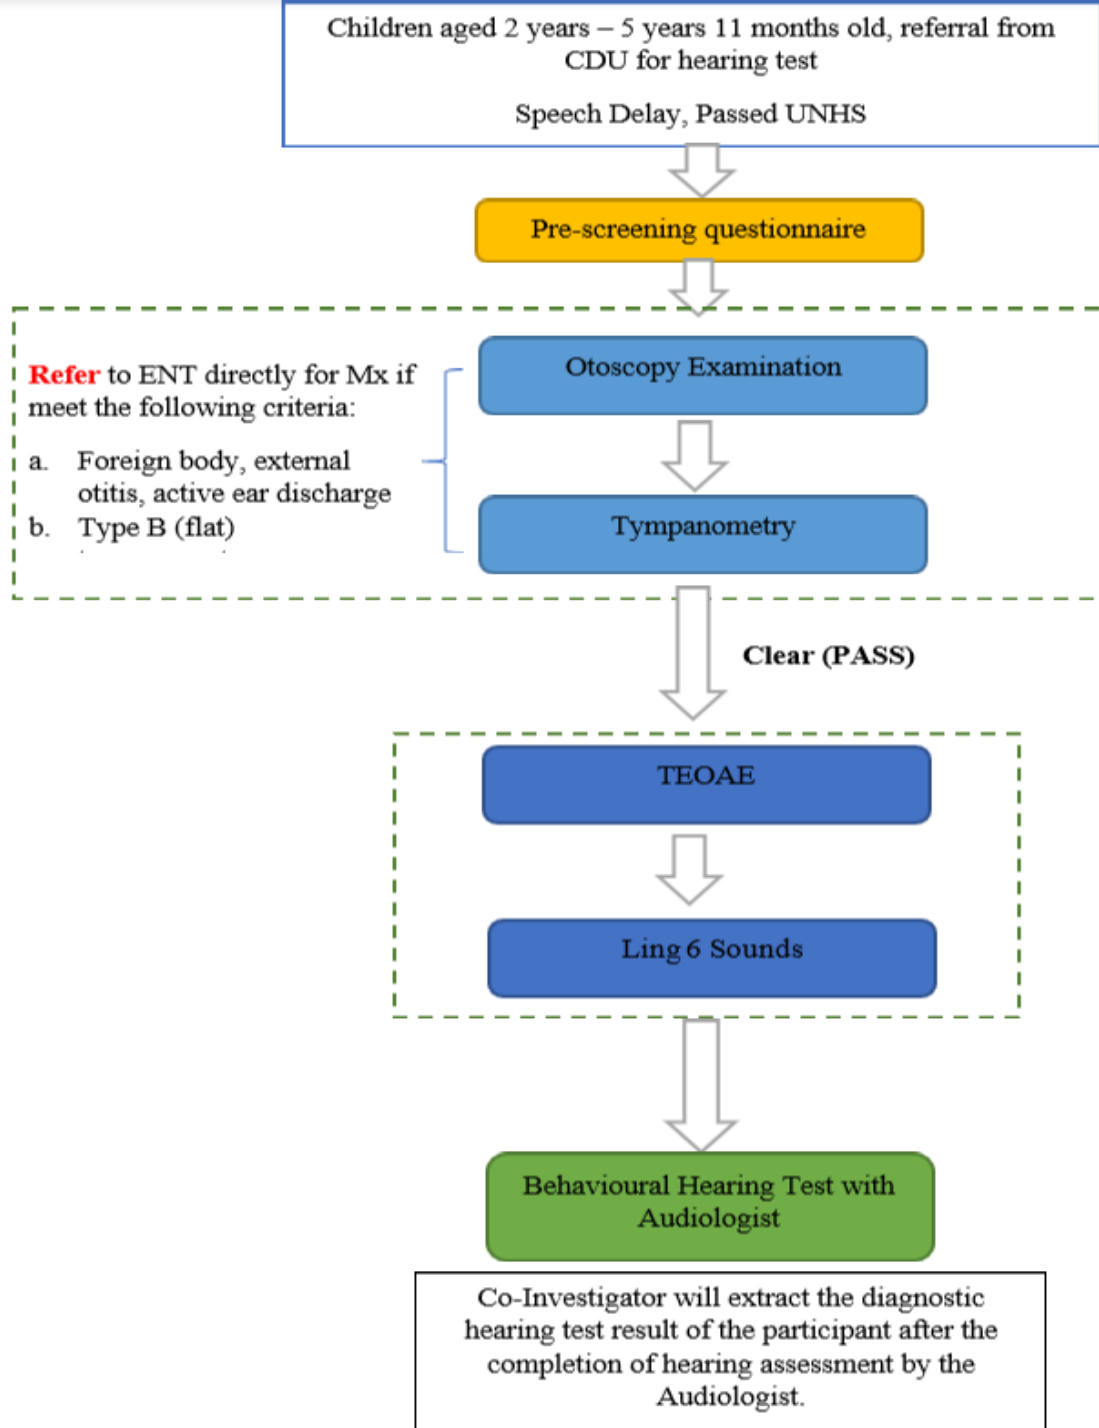 Children aged 2 years – 5 years 11 months old, referral from
CDU for hearing test
Speech Delay, Passed UNHS
Pre-screening questionnaire
Refer to ENT directly for Mx if
meet the following criteria:
a. Foreign body, external
otitis, active ear discharge
b. Type B (flat)
Otoscopy Examination
Tympanometry
Clear (PASS)
TEOAE
Ling 6 Sounds
Behavioural Hearing Test with
Audiologist
Co-Investigator will extract the diagnostic
hearing test result of the participant after the
completion of hearing assessment by the
Audiologist.